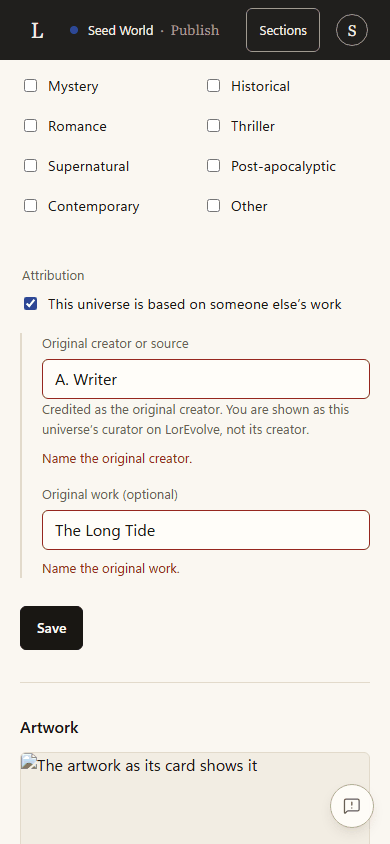 L
Seed World · Publish
Sections
S
Mystery
Historical
Romance
Thriller
Supernatural
Post-apocalyptic
Contemporary
Other
Attribution
This universe is based on someone else's work
Original creator or source
A. Writer
Credited as the original creator. You are shown as this
universe's curator on LorEvolve, not its creator.
Name the original creator.
Original work (optional)
The Long Tide
Name the original work.
Save
Artwork
The artwork as its card shows it